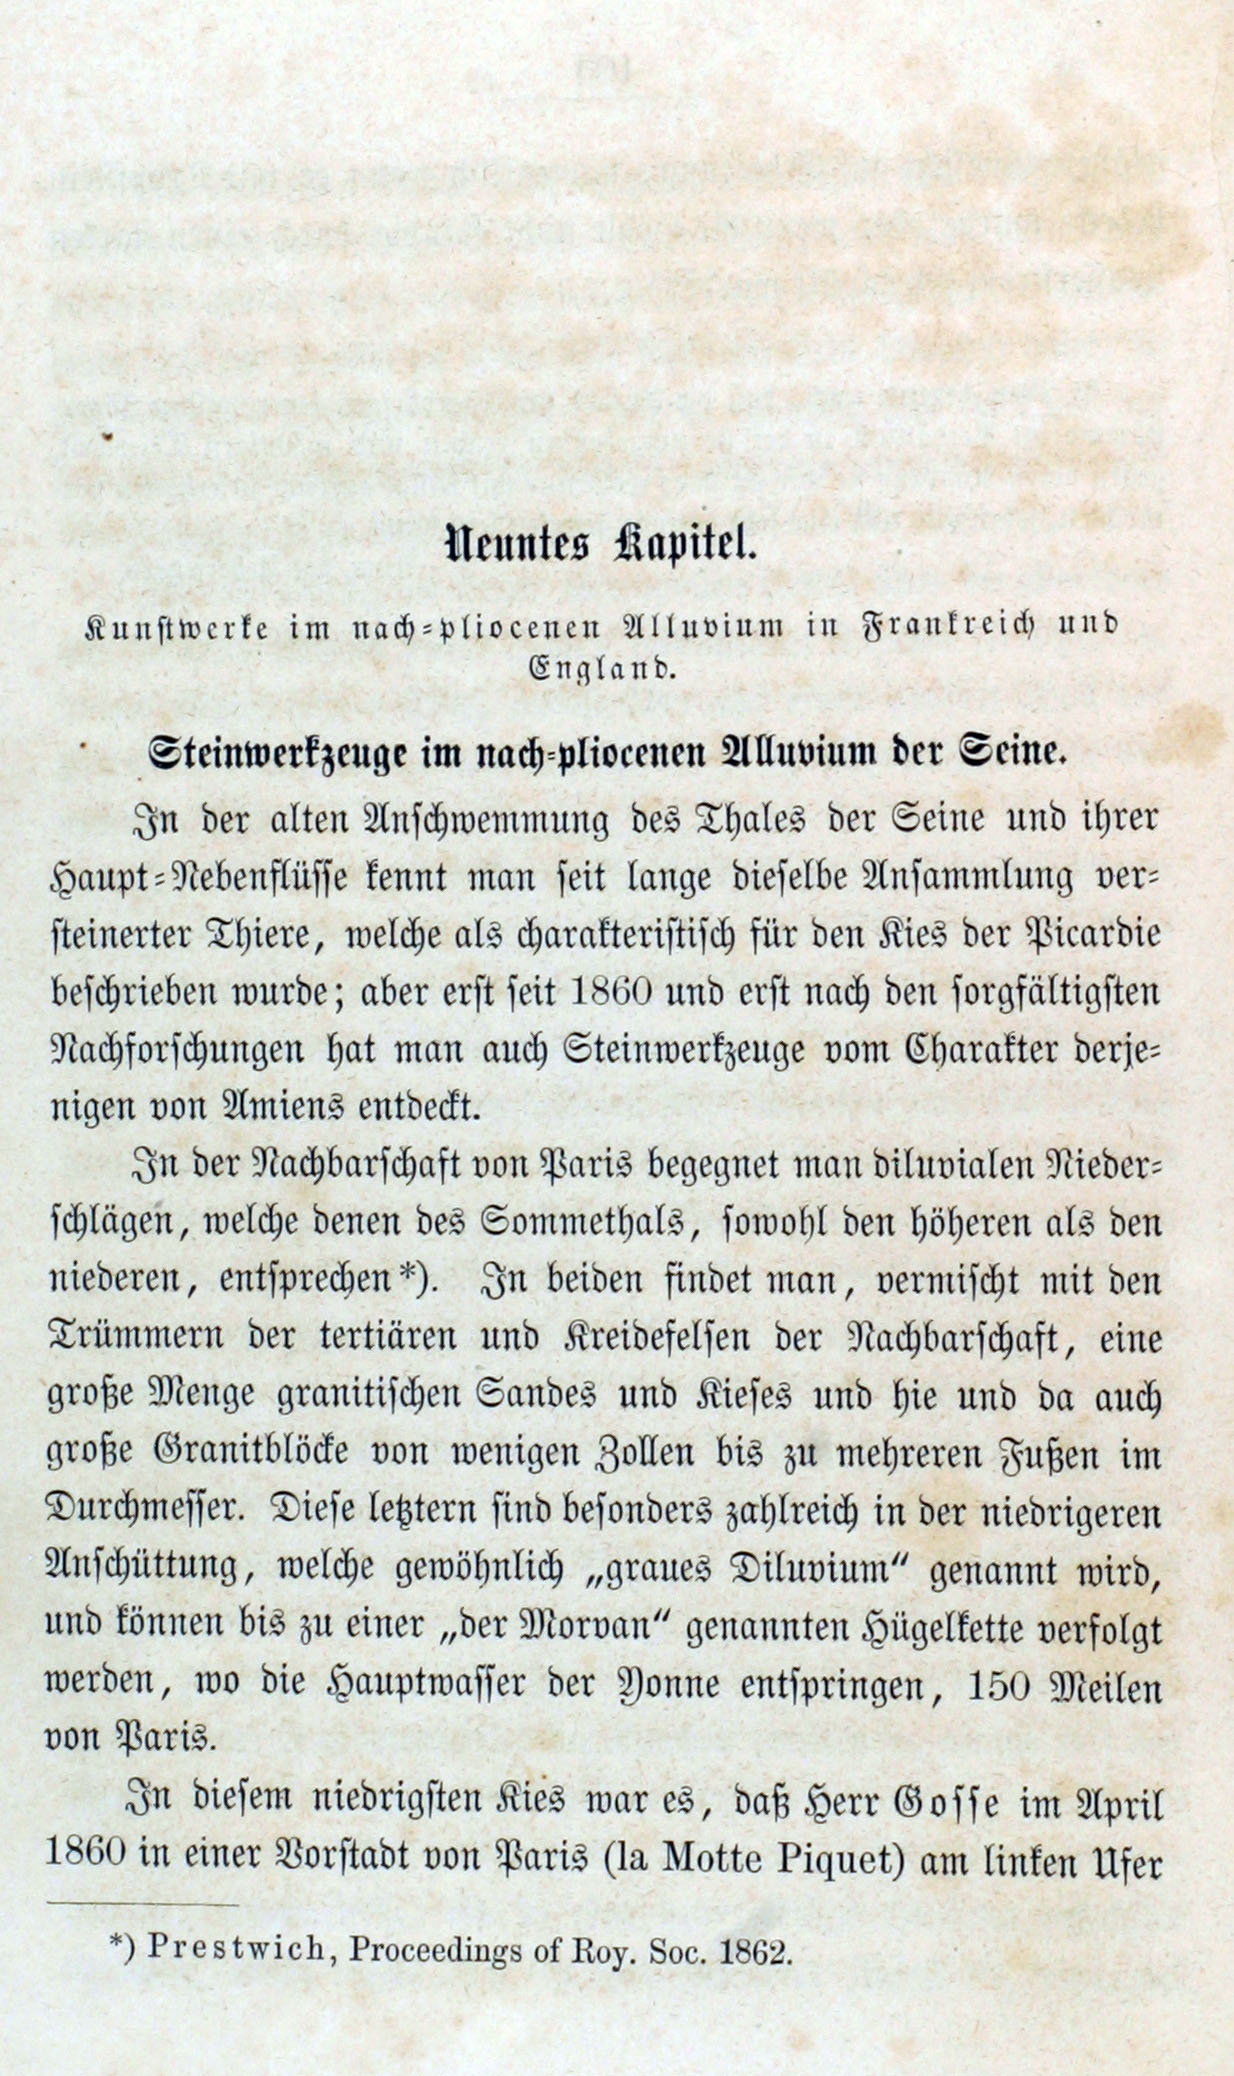 Neuntes Kapitel.
Kunstwerke im nach-pliocenen Alluvium in Frankreich und
England.
Steinwerkzeuge im nach-pliocenen Alluvium der Seine.
In der alten Anschwemmung des Thales der Seine und ihrer
Haupt-Nebenflüsse kennt man seit lange dieselbe Ansammlung ver-
steinerter Thiere, welche als charakteristisch für den Kies der Picardie
beschrieben wurde; aber erst seit 1860 und erst nach den sorgfältigsten
Nachforschungen hat man auch Steinwerkzeuge vom Charakter derje-
nigen von Amiens entdeckt.
In der Nachbarschaft von Paris begegnet man diluvialen Nieder-
schlägen, welche denen des Sommethals, sowohl den höheren als den
niederen, entsprechen*). In beiden findet man, vermischt mit den
Trümmern der tertiären und Kreidefelsen der Nachbarschaft, eine
große Menge granitischen Sandes und Kieses und hie und da auch
große Granitblöcke von wenigen Zollen bis zu mehreren Fußen im
Durchmesser. Diese letztern sind besonders zahlreich in der niedrigeren
Anschüttung, welche gewöhnlich „graues Diluvium“ genannt wird,
und können bis zu einer „der Morvan“ genannten Hügelkette verfolgt
werden, wo die Hauptwasser der Yonne entspringen, 150 Meilen
von Paris.
In diesem niedrigsten Kies war es, daß Herr Gosse im April
1860 in einer Vorstadt von Paris (la Motte Piquet) am linken Ufer
*) Prestwich, Proceedings of Roy. Soc. 1862.